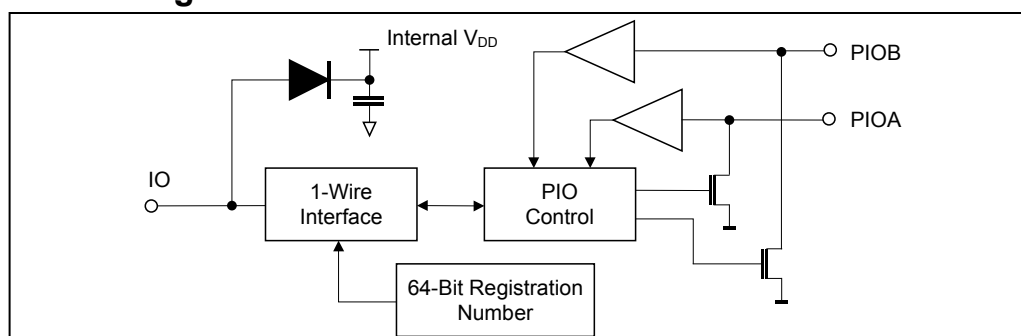 Internal VDD
PIOB
PIOA
IO
1-Wire
Interface
PIO
Control
64-Bit Registration
Number